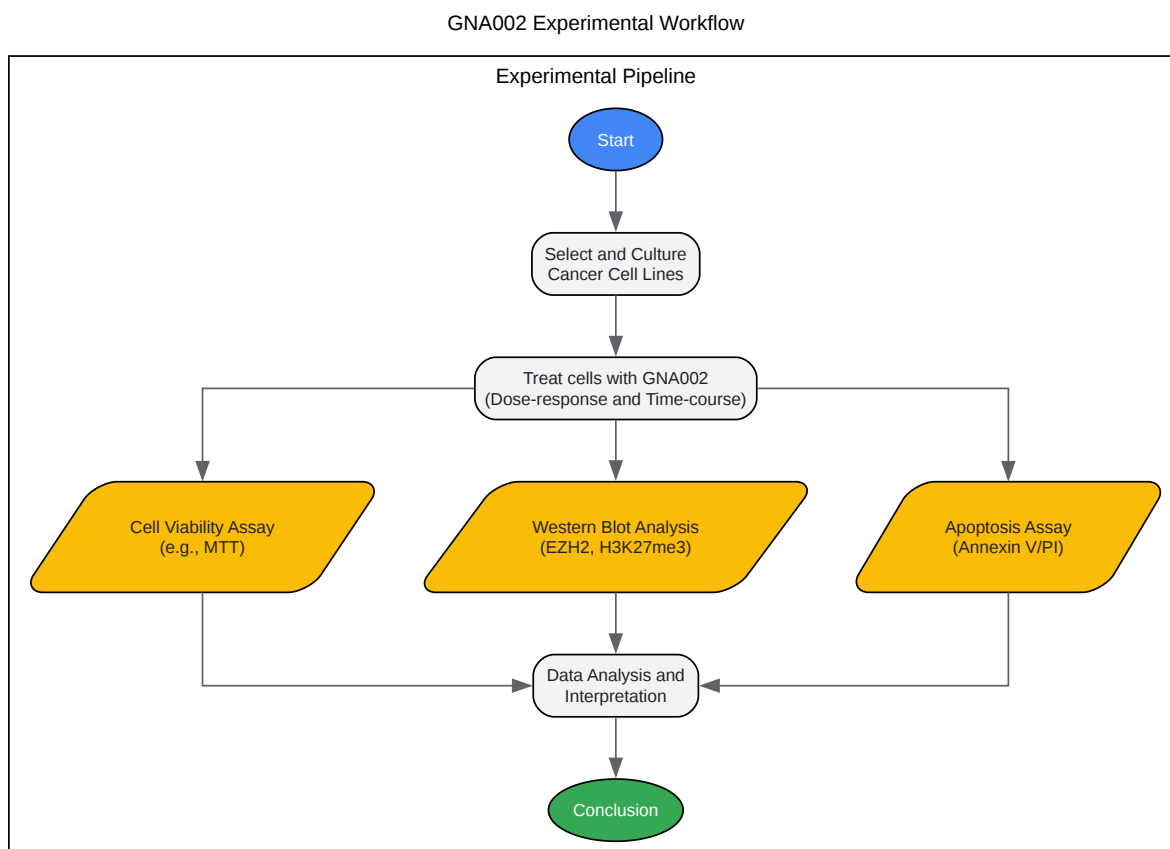 GNA002 Experimental Workflow
Experimental Pipeline
Start
Select and Culture
Cancer Cell Lines
Treat cells with GNA002
(Dose-response and Time-course)
Cell Viability Assay
(e.g., MTT)
Western Blot Analysis
(EZH2, H3K27me3)
Apoptosis Assay
(Annexin V/PI)
Data Analysis and
Interpretation
Conclusion